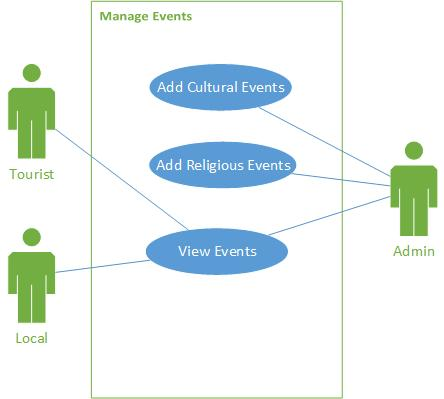 Manage Events
Add Cultural Events
Add Religious Events
Tourist
View Events
Admin
Local